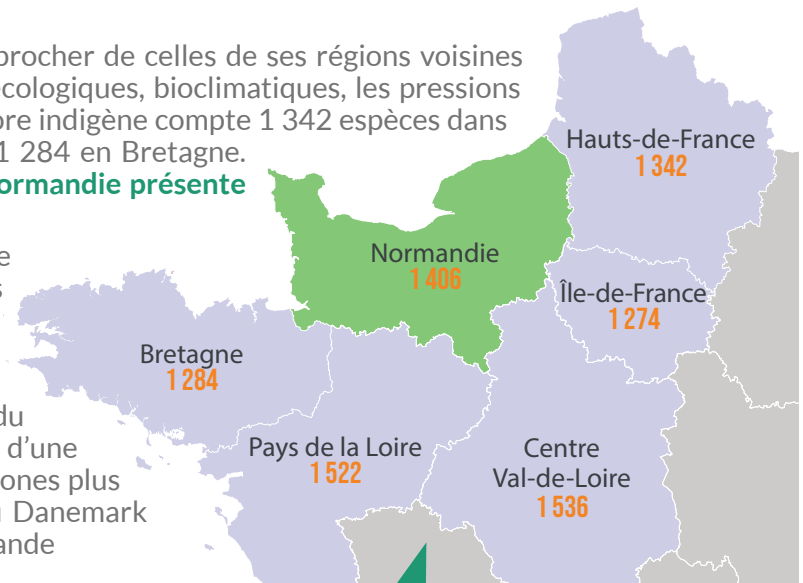 procher de celles de ses régions voisines
écologiques, bioclimatiques, les pressions
indigène compte 1 342 espèces dans
1 284 en Bretagne.
ormandie présente
du
d'une
ones plus
Danemark
ande
Hauts-de-France
1 342
Normandie
1 406
Île-de-France
1 274
Bretagne
1 284
Pays de la Loire
1 522
Centre
Val-de-Loire
1 536